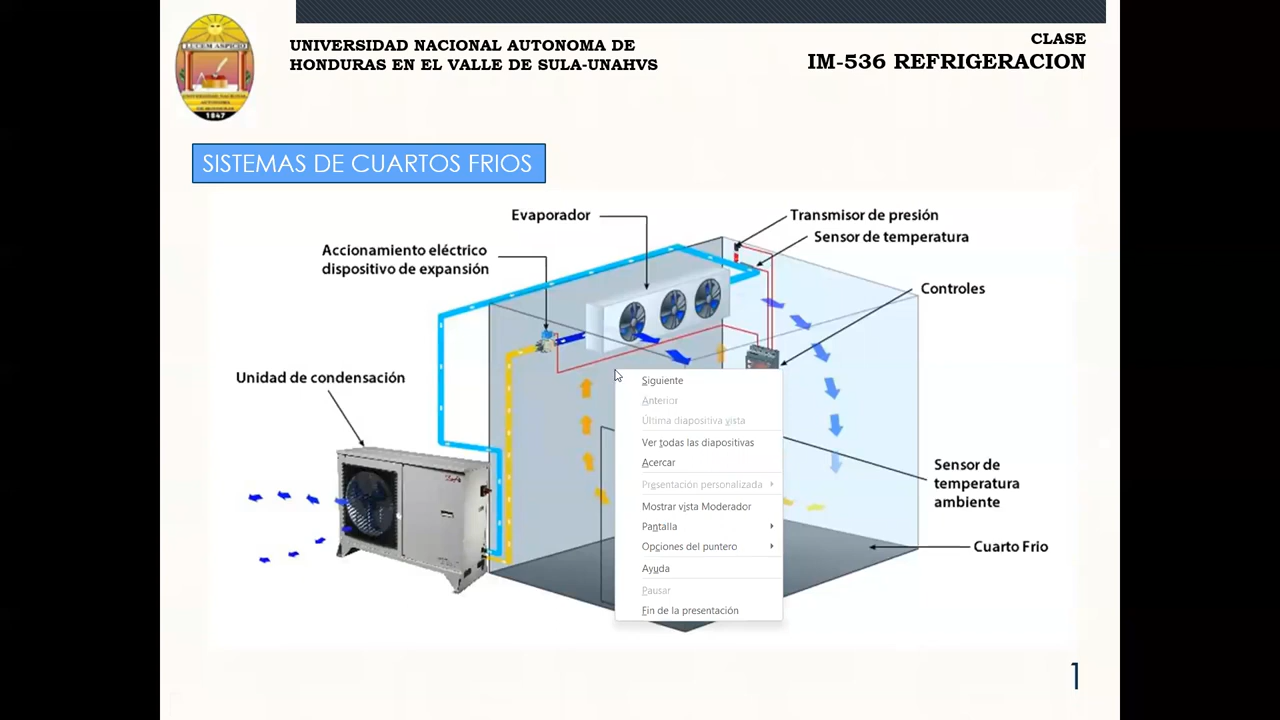 UNIVERSIDAD NACIONAL AUTONOMA DE
HONDURAS EN EL VALLE DE SULA-UNAHVS
CLASE
IM-536 REFRIGERACION
LUCEM ASPICIO
1847
SISTEMAS DE CUARTOS FRIOS
Evaporador
Transmisor de presión
Sensor de temperatura
Accionamiento eléctrico
dispositivo de expansión
Controles
Unidad de condensación
Siguiente
Anterior
Última diapositiva vista
Ver todas las diapositivas
Acercar
Presentación personalizada
Mostrar vista Moderador
Pantalla
Opciones del puntero
Ayuda
Pausar
Fin de la presentación
Sensor de
temperatura
ambiente
Cuarto Frio
1